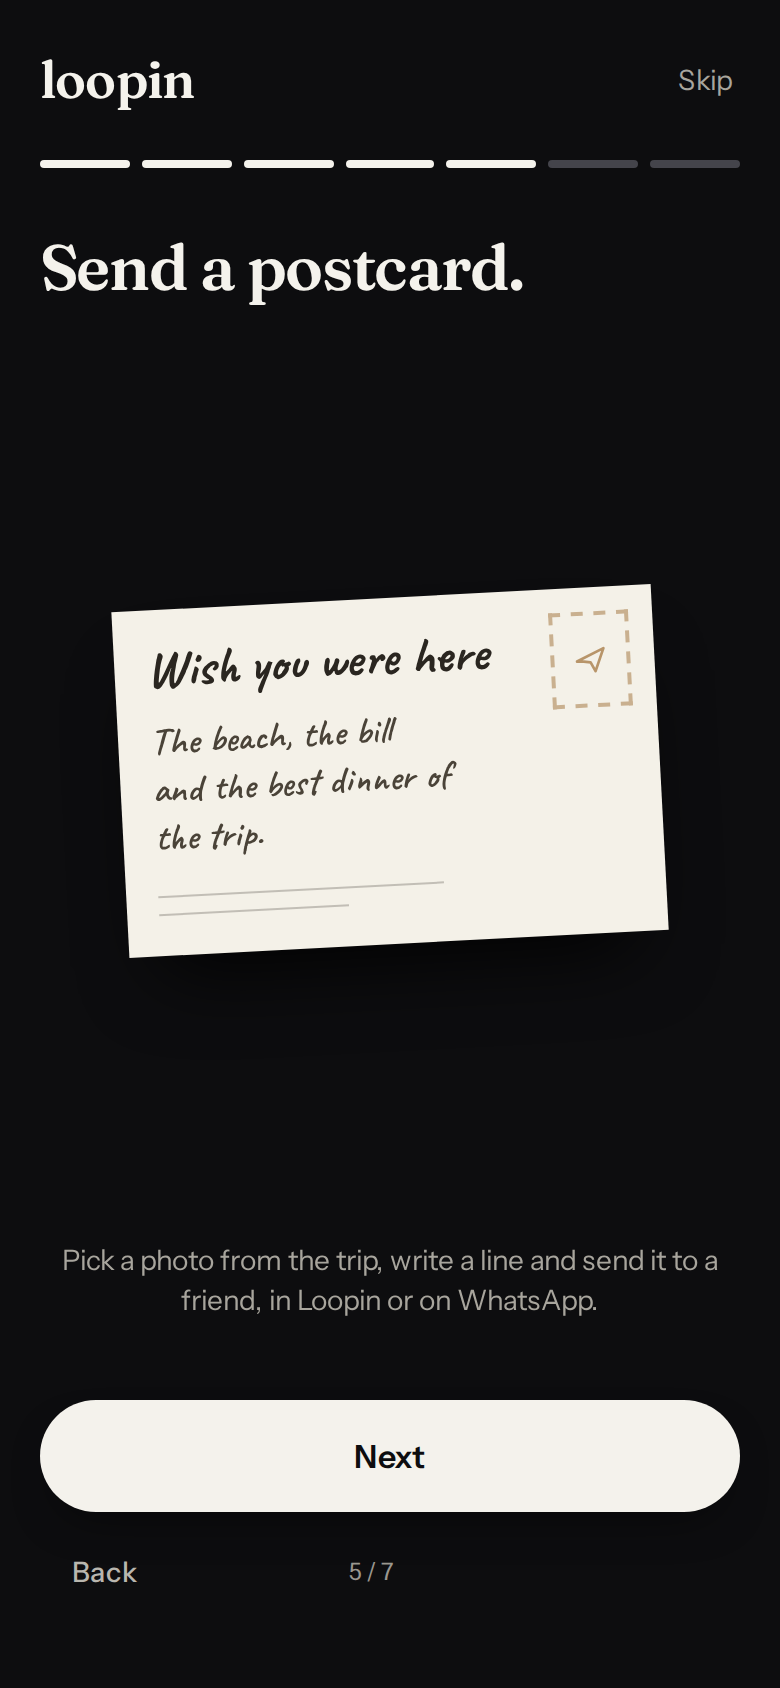 loopin
Skip
Send a postcard.
Wish you were here
The beach, the bill
and the best dinner of
the trip.
Pick a photo from the trip, write a line and send it to a
friend, in Loopin or on WhatsApp.
Next
Back
5 / 7